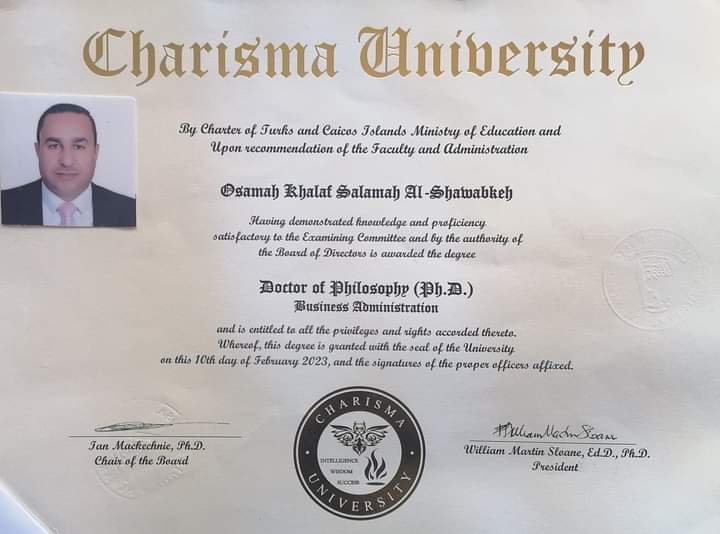 Charisma University
By Charter of Turks and Caicos Islands Ministry of Education and
Upon recommendation of the Faculty and Administration
Osamah Khalaf Salamah Al-Shawabkeh
Having demonstrated knowledge and proficiency
satisfactory to the Examining Committee and by the authority of
the Board of Directors is awarded the degree
Doctor of Philosophy (Ph.D.)
Business Administration
and is entitled to all the privileges and rights accorded thereto.
Whereof, this degree is granted with the seal of the University
on this 10th day of February 2023, and the signatures of the proper officers affixed.
Ian Mackechnie, Ph.D.
Chair of the Board
CHARISMA
INTELLIGENCE
WISDOM
SUCCESS
UNIVERSITY
William Martin Sloane
William Martin Sloane, Ed.D., Ph.D.
President